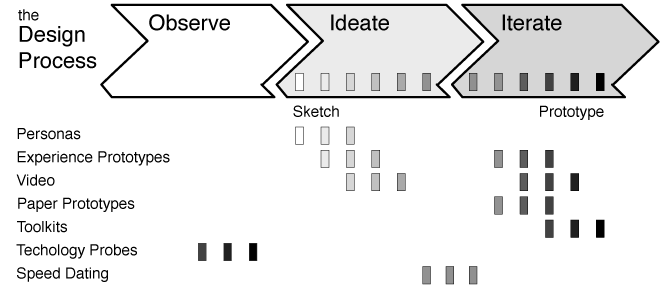 the
Design
Process
Observe
Ideate
Iterate
Sketch
Prototype
Personas
Experience Prototypes
Video
Paper Prototypes
Toolkits
Techology Probes
Speed Dating